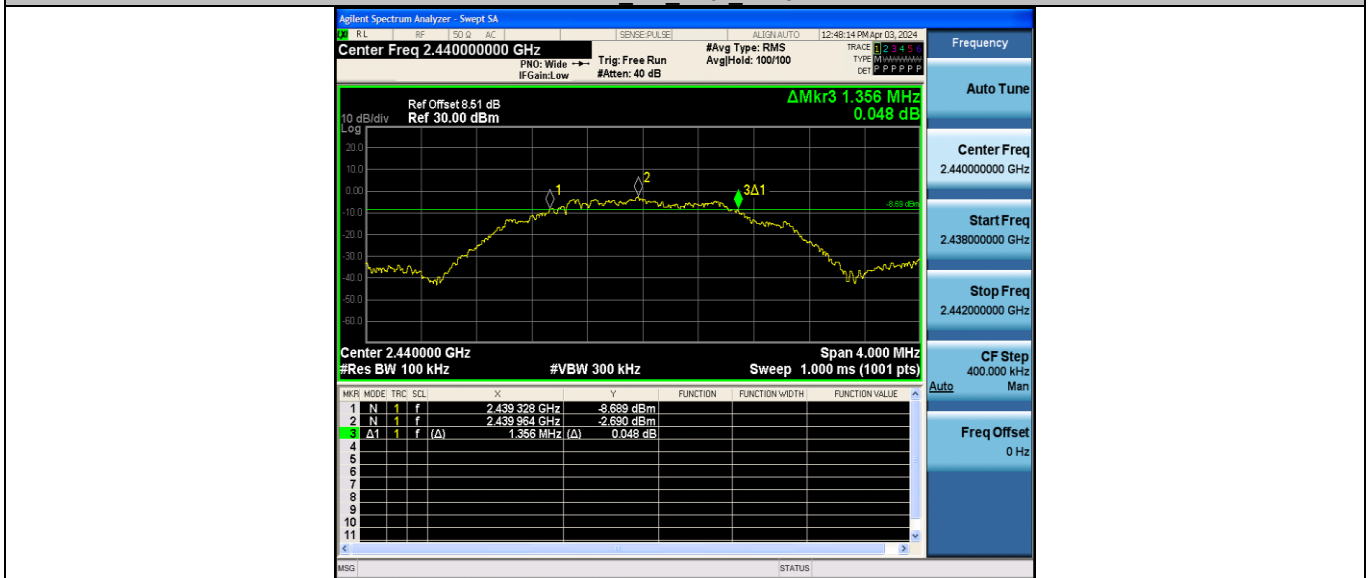 Agilent Spectrum Analyzer - Swept SA
RL RF 50 Ω AC SENSE:PULSE ALIGN AUTO 12:48:14 PM Apr 03, 2024
Center Freq 2.440000000 GHz #Avg Type: RMS TRACE 1 2 3 4 5 6
PNO: Wide Trig: Free Run Avg|Hold: 100/100 TYPE M
IFGain:Low #Atten: 40 dB DET P P P P P P
ΔMkr3 1.356 MHz
0.048 dB
Ref Offset 8.51 dB
10 dB/div Ref 30.00 dBm
Log
20.0
10.0
0.00
-10.0
-20.0
-30.0
-40.0
-50.0
-60.0
1
2
3Δ1
-8.69 dBm
Center 2.440000 GHz Span 4.000 MHz
#Res BW 100 kHz #VBW 300 kHz Sweep 1.000 ms (1001 pts)
MKR MODE TRC SCL X Y FUNCTION FUNCTION WIDTH FUNCTION VALUE
1 N 1 f 2.439 328 GHz -8.689 dBm
2 N 1 f 2.439 964 GHz -2.690 dBm
3 Δ1 1 f (Δ) 1.356 MHz (Δ) 0.048 dB
4
5
6
7
8
9
10
11
MSG STATUS
Frequency
Auto Tune
Center Freq
2.440000000 GHz
Start Freq
2.438000000 GHz
Stop Freq
2.442000000 GHz
CF Step
400.000 kHz
Auto Man
Freq Offset
0 Hz